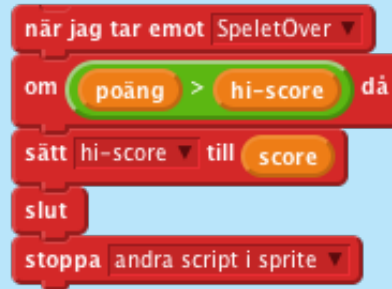 när jag tar emot SpeletOver
om poäng > hi-score då
sätt hi-score till score
slut
stoppa andra script i sprite